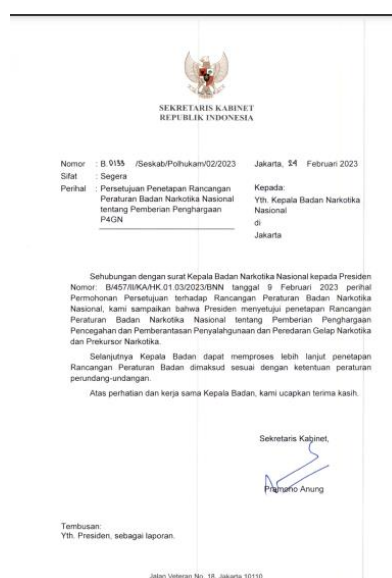 SEKRETARIS KABINET
REPUBLIK INDONESIA
Nomor : B.0133 /Seskab/Polhukam/02/2023 Jakarta, 24 Februari 2023
Sifat : Segera
Perihal : Persetujuan Penetapan Rancangan
Peraturan Badan Narkotika Nasional
tentang Pemberian Penghargaan
P4GN
Kepada:
Yth. Kepala Badan Narkotika
Nasional
di
Jakarta
Sehubungan dengan surat Kepala Badan Narkotika Nasional kepada Presiden
Nomor: B/457/II/KA/HK.01.03/2023/BNN tanggal 9 Februari 2023 perihal
Permohonan Persetujuan terhadap Rancangan Peraturan Badan Narkotika
Nasional, kami sampaikan bahwa Presiden menyetujui penetapan Rancangan
Peraturan Badan Narkotika Nasional tentang Pemberian Penghargaan
Pencegahan dan Pemberantasan Penyalahgunaan dan Peredaran Gelap Narkotika
dan Prekursor Narkotika.
Selanjutnya Kepala Badan dapat memproses lebih lanjut penetapan
Rancangan Peraturan Badan dimaksud sesuai dengan ketentuan peraturan
perundang-undangan.
Atas perhatian dan kerja sama Kepala Badan, kami ucapkan terima kasih.
Sekretaris Kabinet,
Pramono Anung
Tembusan:
Yth. Presiden, sebagai laporan.
Jalan Veteran No. 18, Jakarta 10110